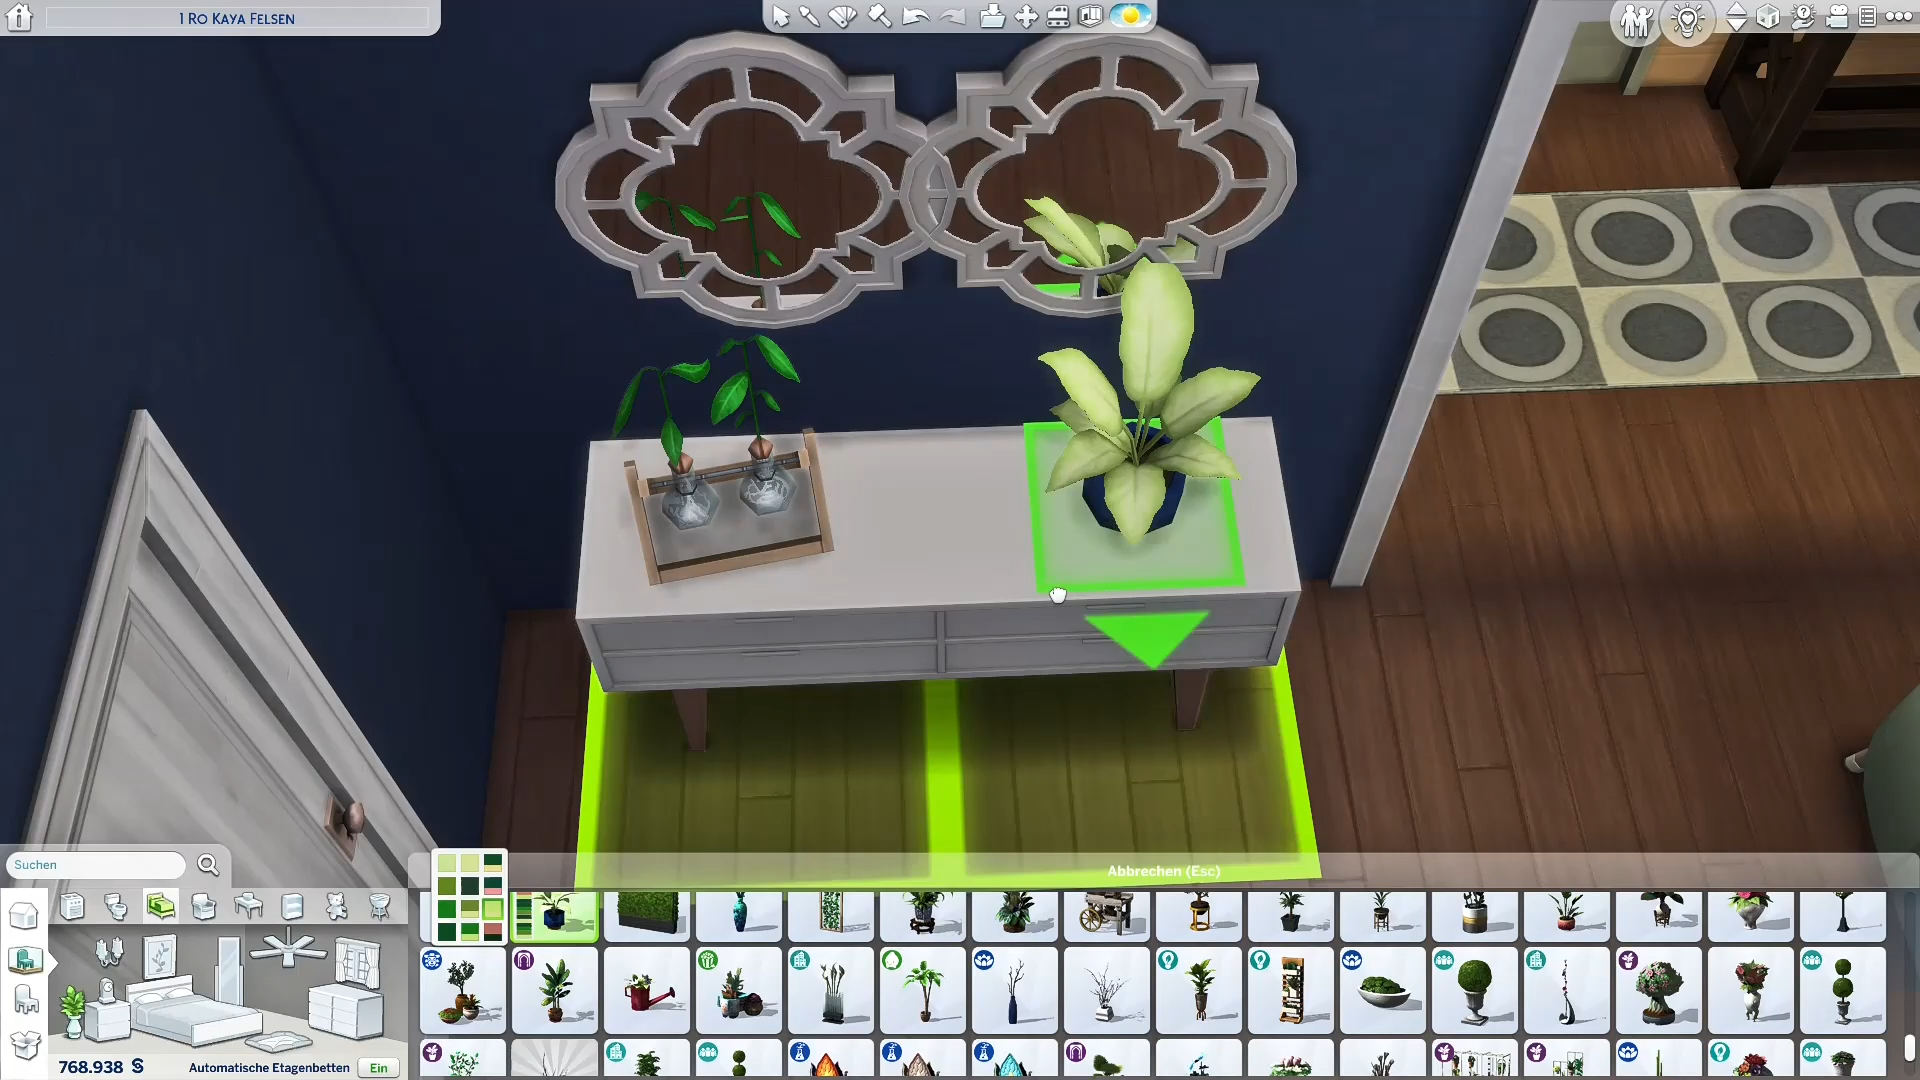 1 Ro Kaya Felsen
Suchen
Abbrechen (Esc)
768.938 S
Automatische Etagenbetten Ein